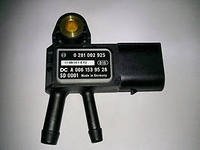 0 281 002 925
DC A 006 153 95 28
SD 0001 Made in Germany